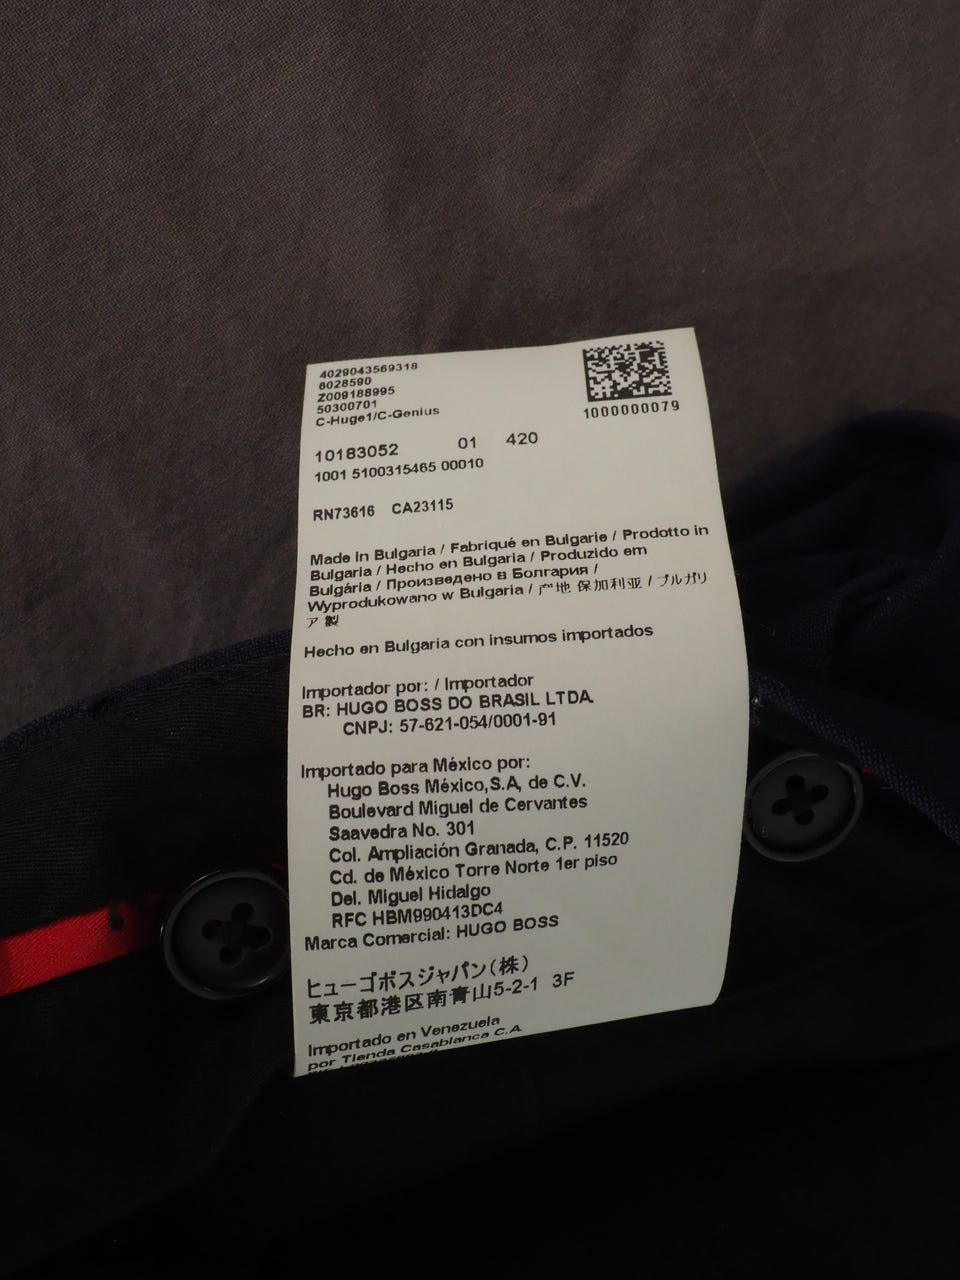 4029043569318
6028590
Z009188995
50300701
C-Huge1/C-Genius
1000000079
10183052 01 420
1001 5100315465 00010
RN73616 CA23115
Made in Bulgaria / Fabriqué en Bulgarie / Prodotto in
Bulgaria / Hecho en Bulgaria / Produzido em
Bulgária / Произведено в Болгария /
Wyprodukowano w Bulgaria / 产地 保加利亚 / ブルガリ
ア 製
Hecho en Bulgaria con insumos importados
Importador por: / Importador
BR: HUGO BOSS DO BRASIL LTDA.
CNPJ: 57-621-054/0001-91
Importado para México por:
Hugo Boss México,S.A, de C.V.
Boulevard Miguel de Cervantes
Saavedra No. 301
Col. Ampliación Granada, C.P. 11520
Cd. de México Torre Norte 1er piso
Del. Miguel Hidalgo
RFC HBM990413DC4
Marca Comercial: HUGO BOSS
ヒューゴボスジャパン(株)
東京都港区南青山5-2-1 3F
Importado en Venezuela
por Tienda Casablanca C.A.